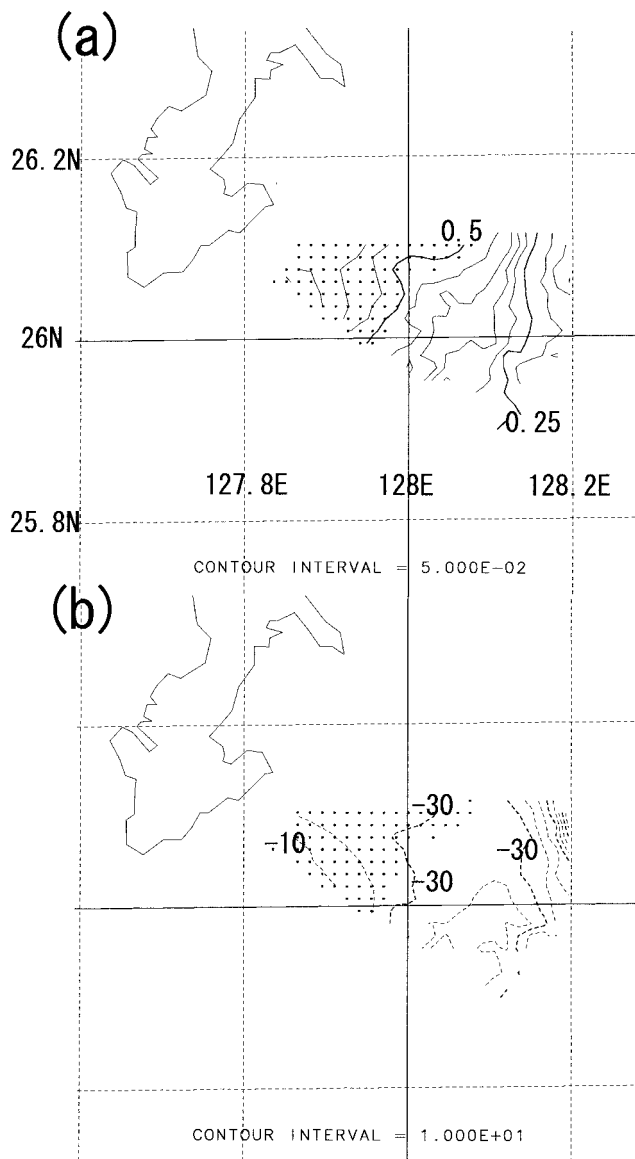 (a)
26.2N
0.5
26N
0.25
127.8E 128E 128.2E
25.8N
CONTOUR INTERVAL = 5.000E-02
(b)
-30
-10
-30
-30
CONTOUR INTERVAL = 1.000E+01